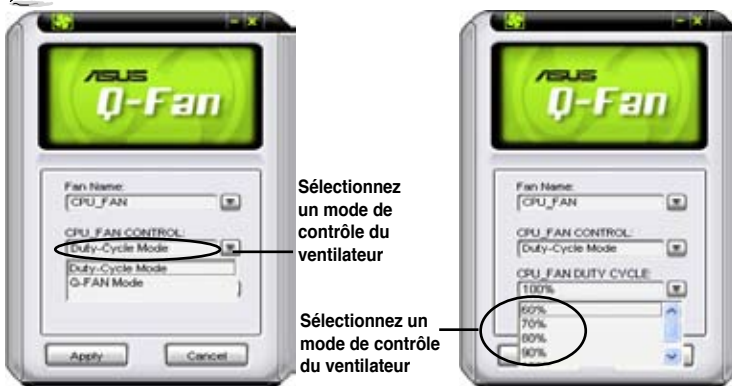 ASUS
Q-Fan
Fan Name:
CPU_FAN
CPU_FAN CONTROL:
Duty-Cycle Mode
Duty-Cycle Mode
Q-FAN Mode
Apply
Cancel
Sélectionnez
un mode de
contrôle du
ventilateur
Sélectionnez un
mode de contrôle
du ventilateur
ASUS
Q-Fan
Fan Name:
CPU_FAN
CPU_FAN CONTROL:
Duty-Cycle Mode
CPU_FAN DUTY CYCLE
100%
60%
70%
80%
90%